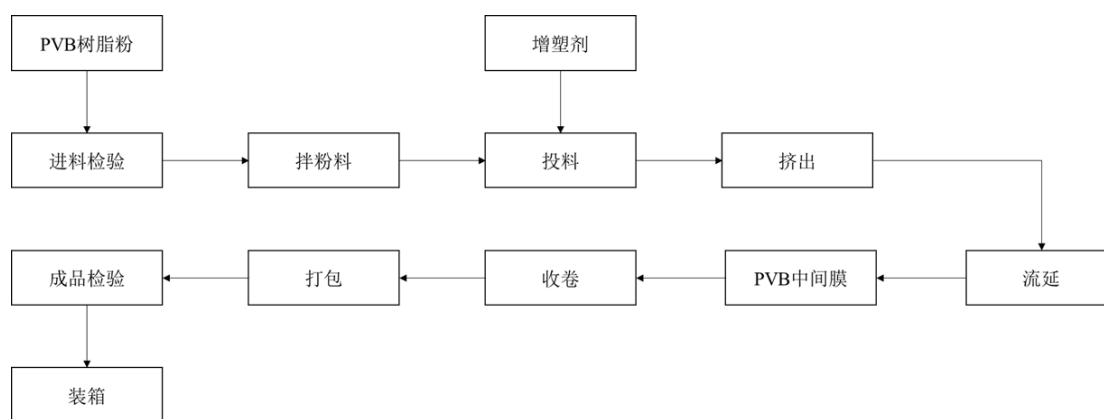 PVB树脂粉
增塑剂
进料检验
拌粉料
投料
挤出
成品检验
打包
收卷
PVB中间膜
流延
装箱